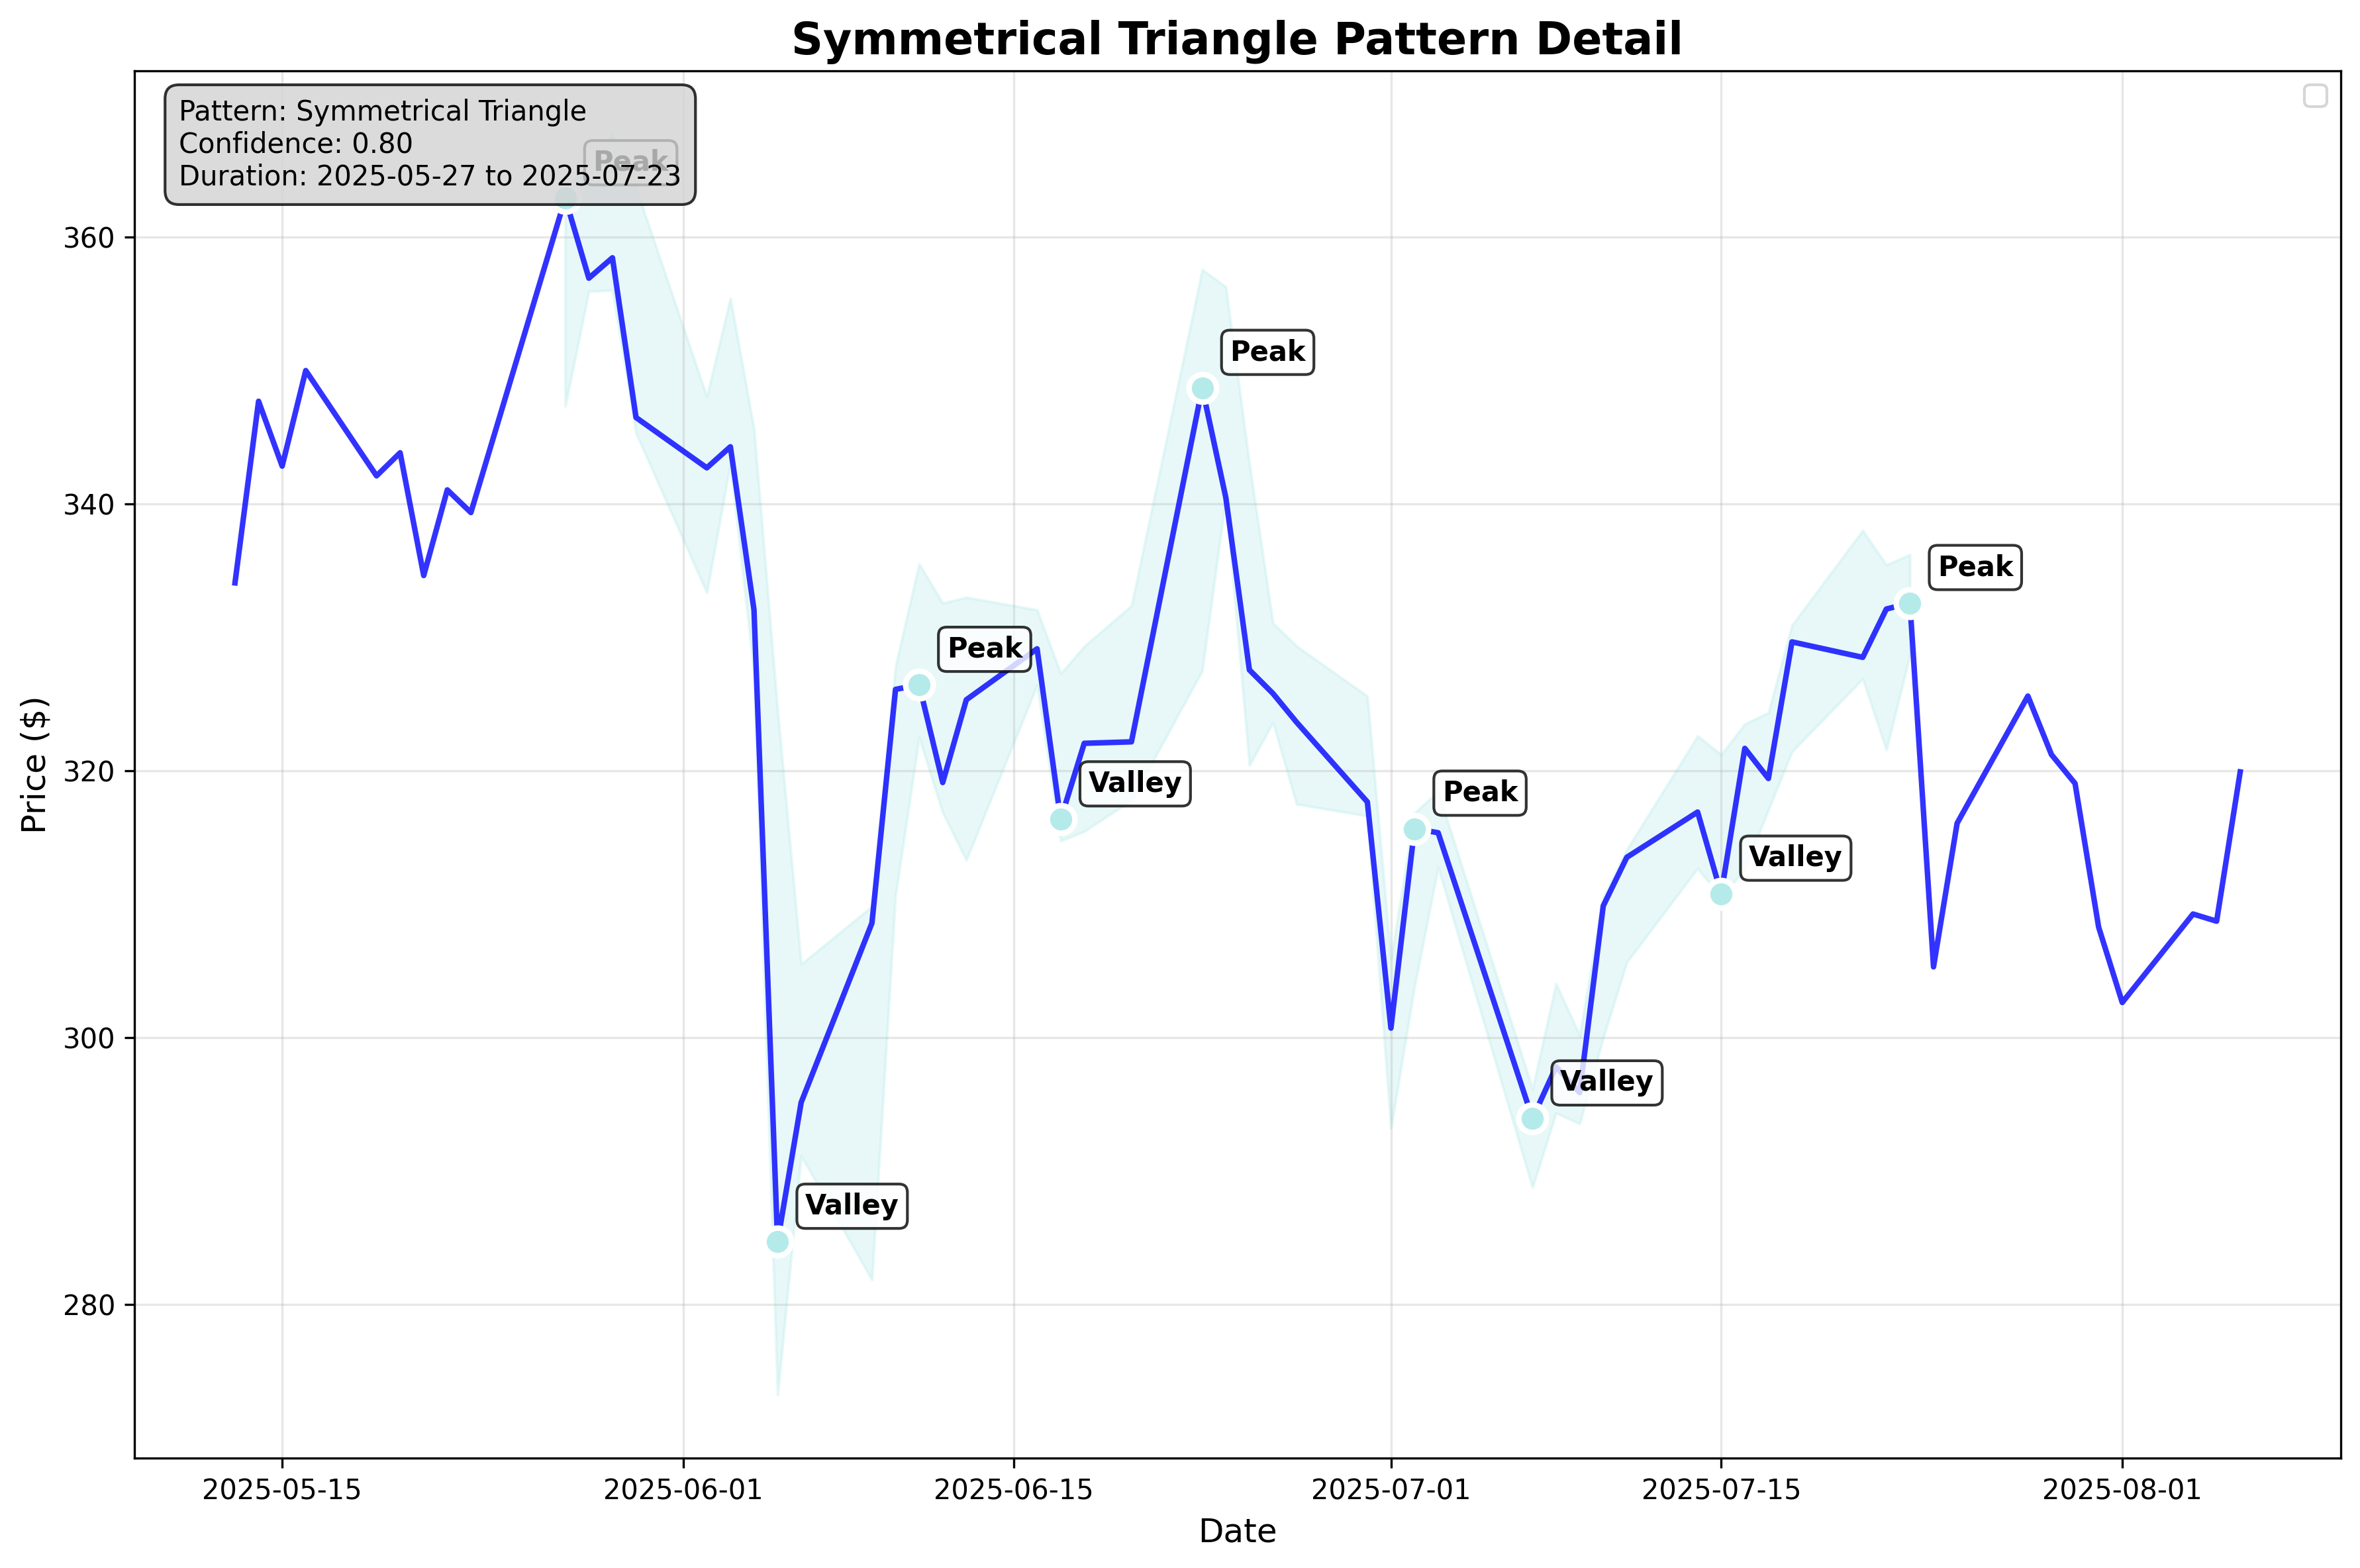 Symmetrical Triangle Pattern Detail
Pattern: Symmetrical Triangle
Confidence: 0.80
Duration: 2025-05-27 to 2025-07-23
Peak
Peak
Peak
Peak
Peak
Valley
Valley
Valley
Valley
Price ($)
360
340
320
300
280
2025-05-15
2025-06-01
2025-06-15
2025-07-01
2025-07-15
2025-08-01
Date